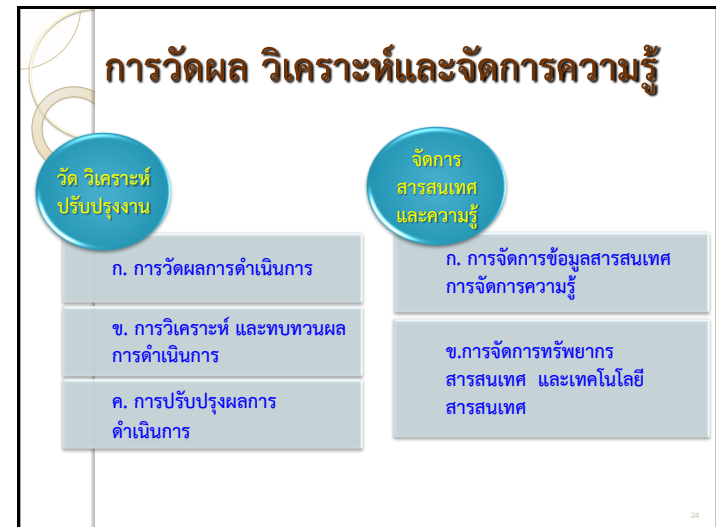 การวัดผล วิเคราะห์และจัดการความรู้
วัด วิเคราะห์
ปรับปรุงงาน
ก. การวัดผลการดำเนินการ
ข. การวิเคราะห์ และทบทวนผล
การดำเนินการ
ค. การปรับปรุงผลการ
ดำเนินการ
จัดการ
สารสนเทศ
และความรู้
ก. การจัดการข้อมูลสารสนเทศ
การจัดการความรู้
ข.การจัดการทรัพยากร
สารสนเทศ และเทคโนโลยี
สารสนเทศ
24